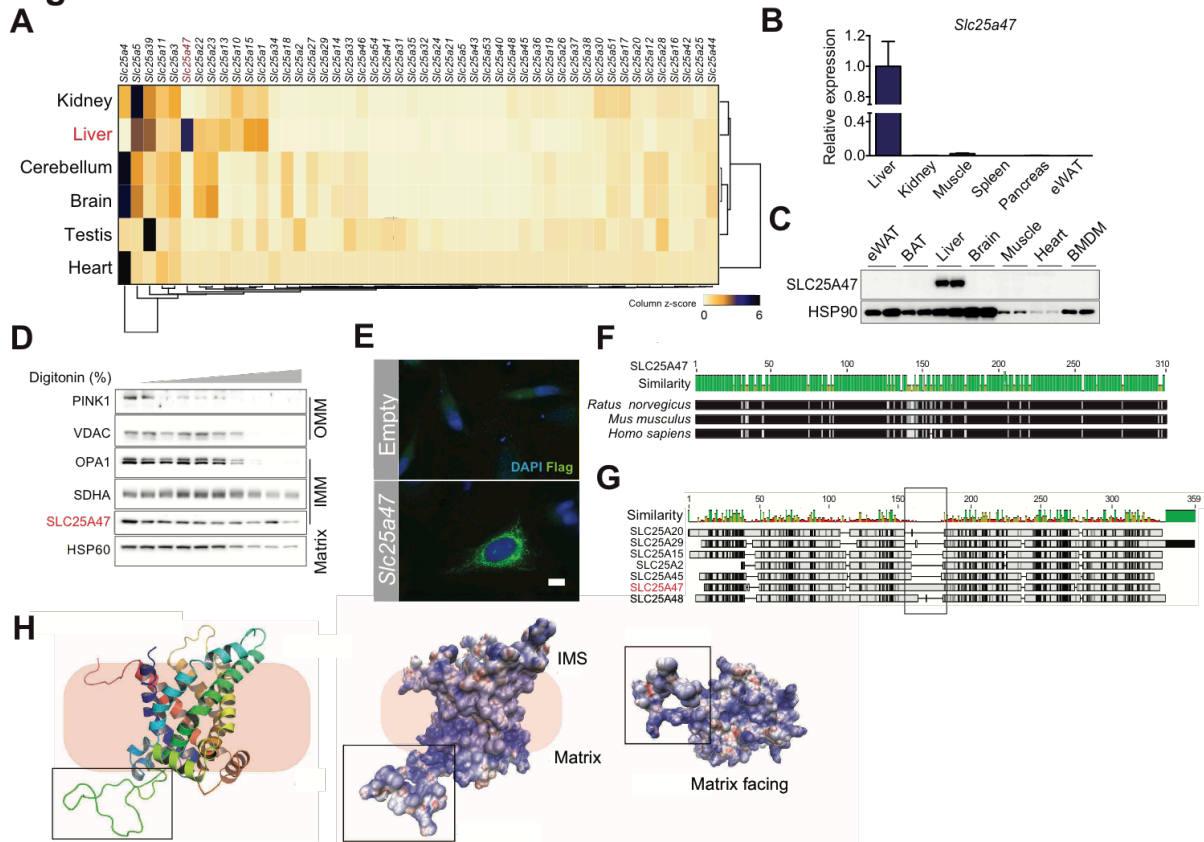 A
Slc25a4
Slc25a5
Slc25a39
Slc25a11
Slc25a3
Slc25a47
Slc25a22
Slc25a23
Slc25a13
Slc25a10
Slc25a15
Slc25a1
Slc25a34
Slc25a18
Slc25a2
Slc25a27
Slc25a29
Slc25a14
Slc25a33
Slc25a46
Slc25a54
Slc25a41
Slc25a31
Slc25a35
Slc25a24
Slc25a21
Slc25a5
Slc25a43
Slc25a40
Slc25a53
Slc25a40
Slc25a48
Slc25a45
Slc25a36
Slc25a19
Slc25a26
Slc25a37
Slc25a38
Slc25a30
Slc25a51
Slc25a17
Slc25a20
Slc25a12
Slc25a28
Slc25a16
Slc25a42
Slc25a25
Slc25a44
Kidney
Liver
Cerebellum
Brain
Testis
Heart
Column z-score
0 6
B
Slc25a47
Relative expression
1.2
1.0
0.8
0.4
0.0
Liver
Kidney
Muscle
Spleen
Pancreas
eWAT
C
eWAT
BAT
Liver
Brain
Muscle
Heart
BMDM
SLC25A47
HSP90
D
Digitonin (%)
PINK1
VDAC
OPA1
SDHA
SLC25A47
HSP60
OMM
IMM
Matrix
E
Empty
DAPI Flag
Slc25a47
F
SLC25A47
1 50 100 150 200 250 310
Similarity
Ratus norvegicus
Mus musculus
Homo sapiens
G
1 50 100 150 200 250 300 359
Similarity
SLC25A20
SLC25A29
SLC25A15
SLC25A2
SLC25A45
SLC25A47
SLC25A48
H
IMS
Matrix
Matrix facing